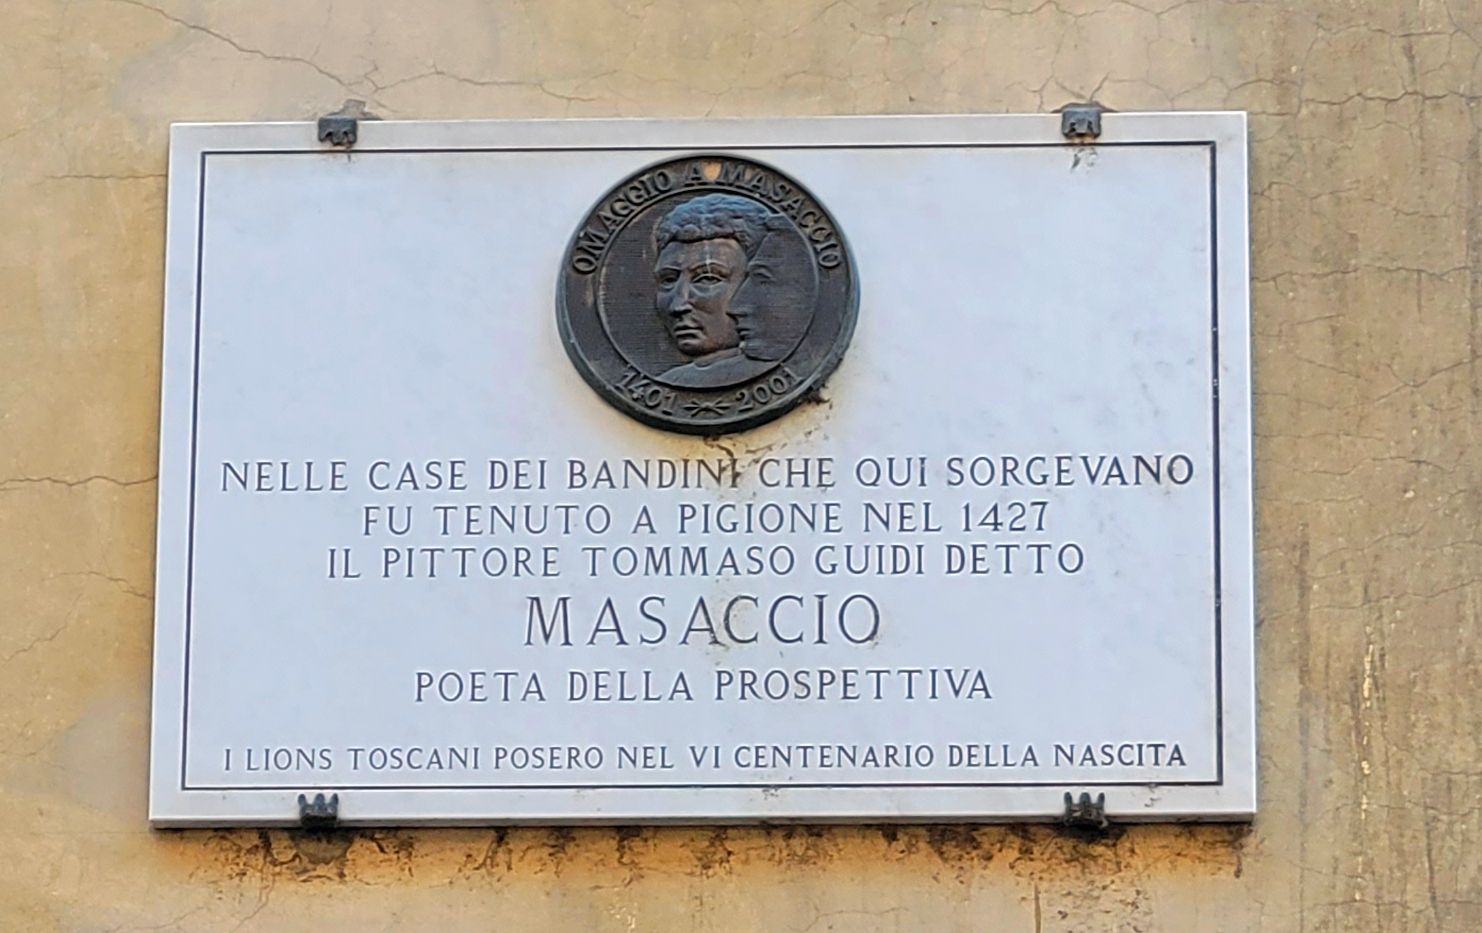 OMAGGIO A MASACCIO
1401 2001
NELLE CASE DEI BANDINI CHE QUI SORGEVANO
FU TENUTO A PIGIONE NEL 1427
IL PITTORE TOMMASO GUIDI DETTO
MASACCIO
POETA DELLA PROSPETTIVA
I LIONS TOSCANI POSERO NEL VI CENTENARIO DELLA NASCITA